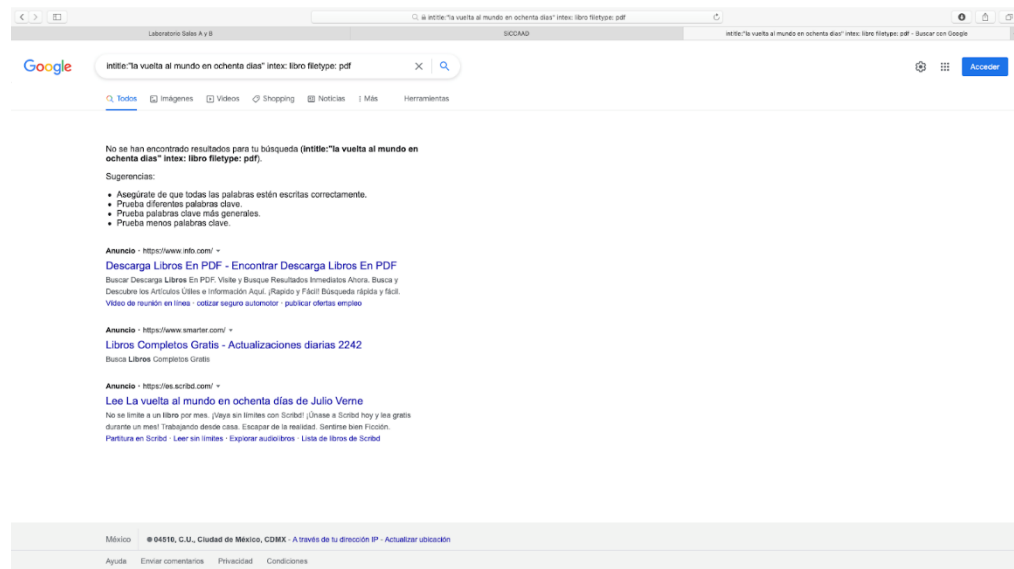 intitle:"la vuelta al mundo en ochenta dias" intex: libro filetype: pdf
Laboratorio Salas A y B
SICCAAD
intitle:"la vuelta al mundo en ochenta dias" intex: libro filetype: pdf - Buscar con Google
Google
intitle:"la vuelta al mundo en ochenta dias" intex: libro filetype: pdf
Acceder
Todos Imágenes Videos Shopping Noticias Más Herramientas
No se han encontrado resultados para tu búsqueda (intitle:"la vuelta al mundo en
ochenta dias" intex: libro filetype: pdf).
Sugerencias:
• Asegúrate de que todas las palabras estén escritas correctamente.
• Prueba diferentes palabras clave.
• Prueba palabras clave más generales.
• Prueba menos palabras clave.
Anuncio · https://www.info.com/
Descarga Libros En PDF - Encontrar Descarga Libros En PDF
Buscar Descarga Libros En PDF. Visite y Busque Resultados Inmediatos Ahora. Busca y
Descubre los Artículos Útiles e Información Aquí. ¡Rapido y Fácil! Búsqueda rápida y fácil.
Video de reunión en línea · cotizar seguro automotor · publicar ofertas empleo
Anuncio · https://www.smarter.com/
Libros Completos Gratis - Actualizaciones diarias 2242
Busca Libros Completos Gratis
Anuncio · https://es.scribd.com/
Lee La vuelta al mundo en ochenta días de Julio Verne
No se limite a un libro por mes. ¡Vaya sin límites con Scribd! ¡Únase a Scribd hoy y lea gratis
durante un mes! Trabajando desde casa. Escapar de la realidad. Sentirse bien Ficción.
Partitura en Scribd · Leer sin límites · Explorar audiolibros · Lista de libros de Scribd
México 04510, C.U., Ciudad de México, CDMX - A través de tu dirección IP - Actualizar ubicación
Ayuda Enviar comentarios Privacidad Condiciones